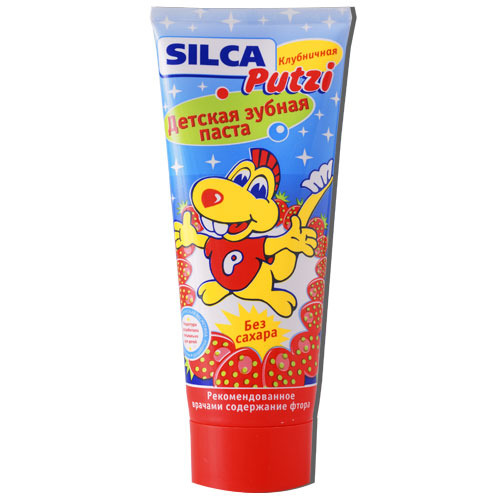 SILCA
Клубничная
Putzi
Детская зубная
паста
P
Без
сахара
Рекомендованное
врачами содержание фтора